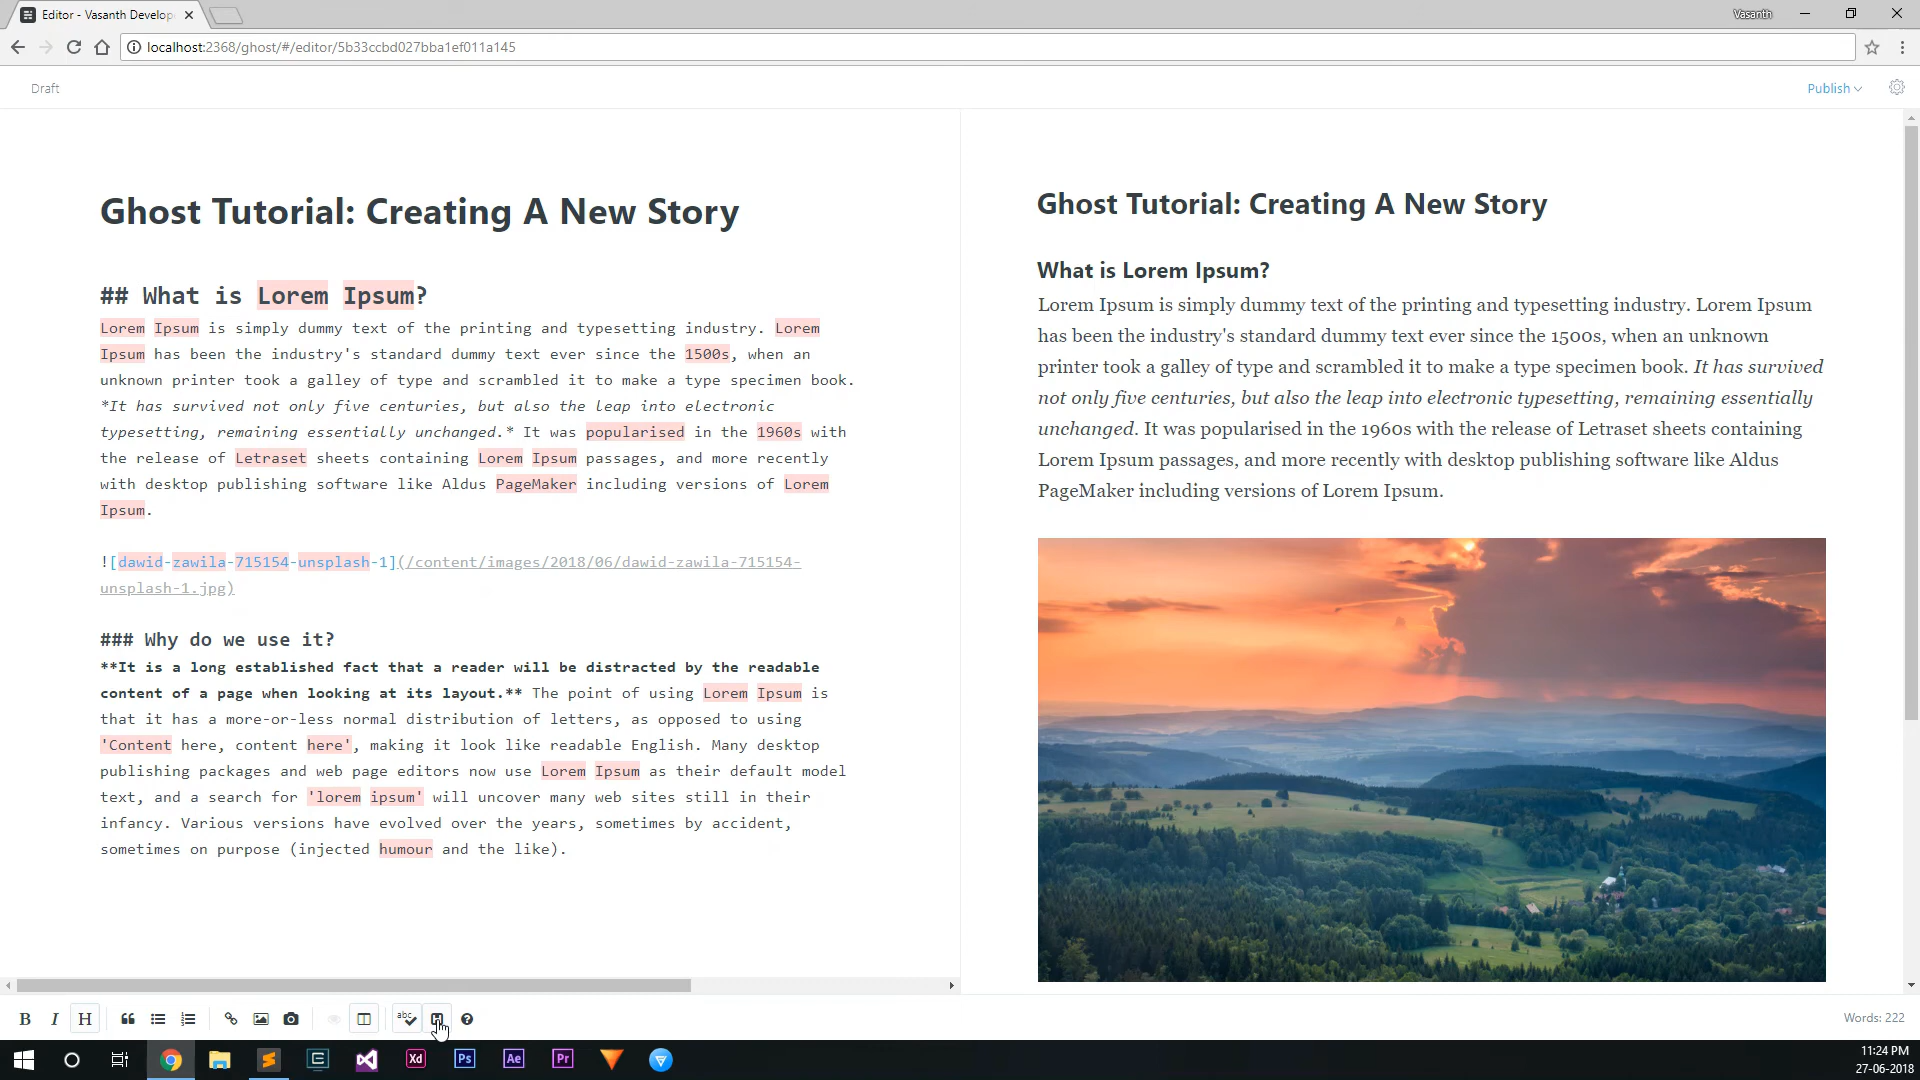 Editor - Vasanth Develop
Vasanth
localhost:2368/ghost/#/editor/5b33ccbd027bba1ef011a145
Draft
Publish
Ghost Tutorial: Creating A New Story
## What is Lorem Ipsum?
Lorem Ipsum is simply dummy text of the printing and typesetting industry. Lorem
Ipsum has been the industry's standard dummy text ever since the 1500s, when an
unknown printer took a galley of type and scrambled it to make a type specimen book.
*It has survived not only five centuries, but also the leap into electronic
typesetting, remaining essentially unchanged.* It was popularised in the 1960s with
the release of Letraset sheets containing Lorem Ipsum passages, and more recently
with desktop publishing software like Aldus PageMaker including versions of Lorem
Ipsum.
![dawid-zawila-715154-unsplash-1](/content/images/2018/06/dawid-zawila-715154-
unsplash-1.jpg)
### Why do we use it?
**It is a long established fact that a reader will be distracted by the readable
content of a page when looking at its layout.** The point of using Lorem Ipsum is
that it has a more-or-less normal distribution of letters, as opposed to using
'Content here, content here', making it look like readable English. Many desktop
publishing packages and web page editors now use Lorem Ipsum as their default model
text, and a search for 'lorem ipsum' will uncover many web sites still in their
infancy. Various versions have evolved over the years, sometimes by accident,
sometimes on purpose (injected humour and the like).
Ghost Tutorial: Creating A New Story
What is Lorem Ipsum?
Lorem Ipsum is simply dummy text of the printing and typesetting industry. Lorem Ipsum
has been the industry's standard dummy text ever since the 1500s, when an unknown
printer took a galley of type and scrambled it to make a type specimen book. It has survived
not only five centuries, but also the leap into electronic typesetting, remaining essentially
unchanged. It was popularised in the 1960s with the release of Letraset sheets containing
Lorem Ipsum passages, and more recently with desktop publishing software like Aldus
PageMaker including versions of Lorem Ipsum.
B I H
abc
Words: 222
Xd Ps Ae Pr
11:24 PM
27-06-2018